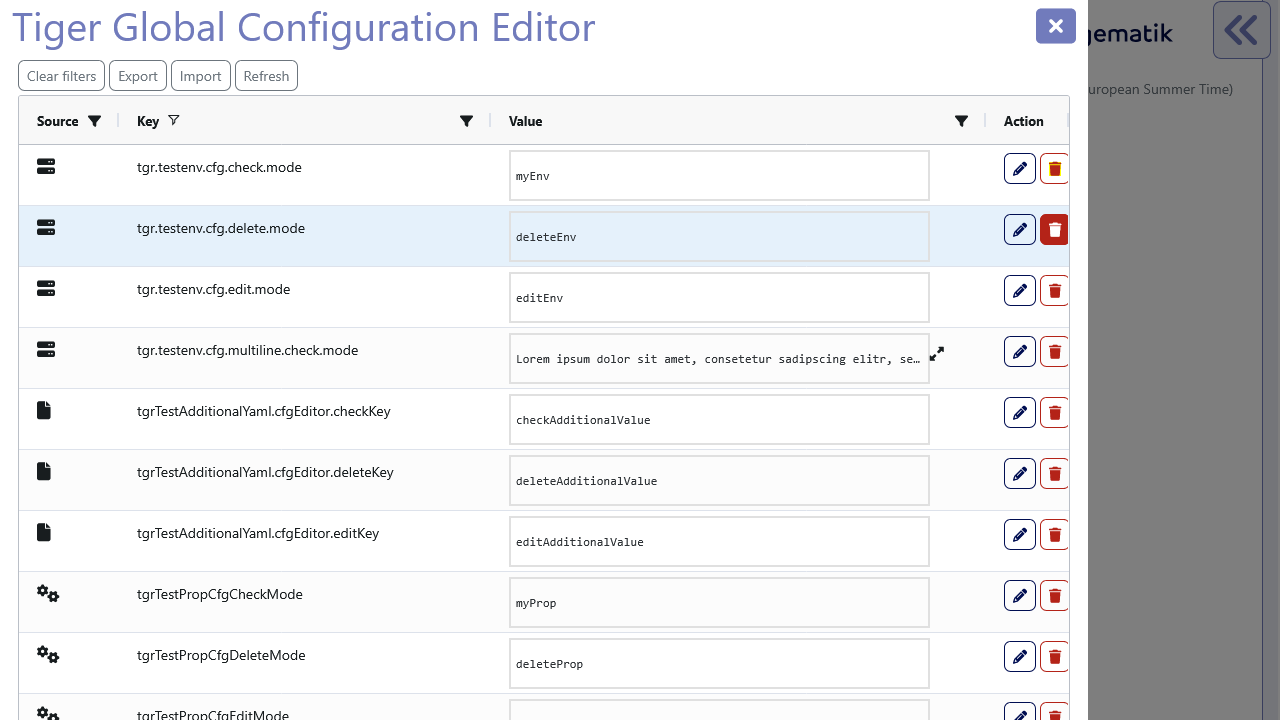 Tiger Global Configuration Editor
gematik
Clear filters Export Import Refresh
uropean Summer Time)
Source Key Value Action
tgr.testenv.cfg.check.mode myEnv
tgr.testenv.cfg.delete.mode deleteEnv
tgr.testenv.cfg.edit.mode editEnv
tgr.testenv.cfg.multiline.check.mode Lorem ipsum dolor sit amet, consetetur sadipscing elitr, se…
tgrTestAdditionalYaml.cfgEditor.checkKey checkAdditionalValue
tgrTestAdditionalYaml.cfgEditor.deleteKey deleteAdditionalValue
tgrTestAdditionalYaml.cfgEditor.editKey editAdditionalValue
tgrTestPropCfgCheckMode myProp
tgrTestPropCfgDeleteMode deleteProp
tgrTestPropCfgEditMode